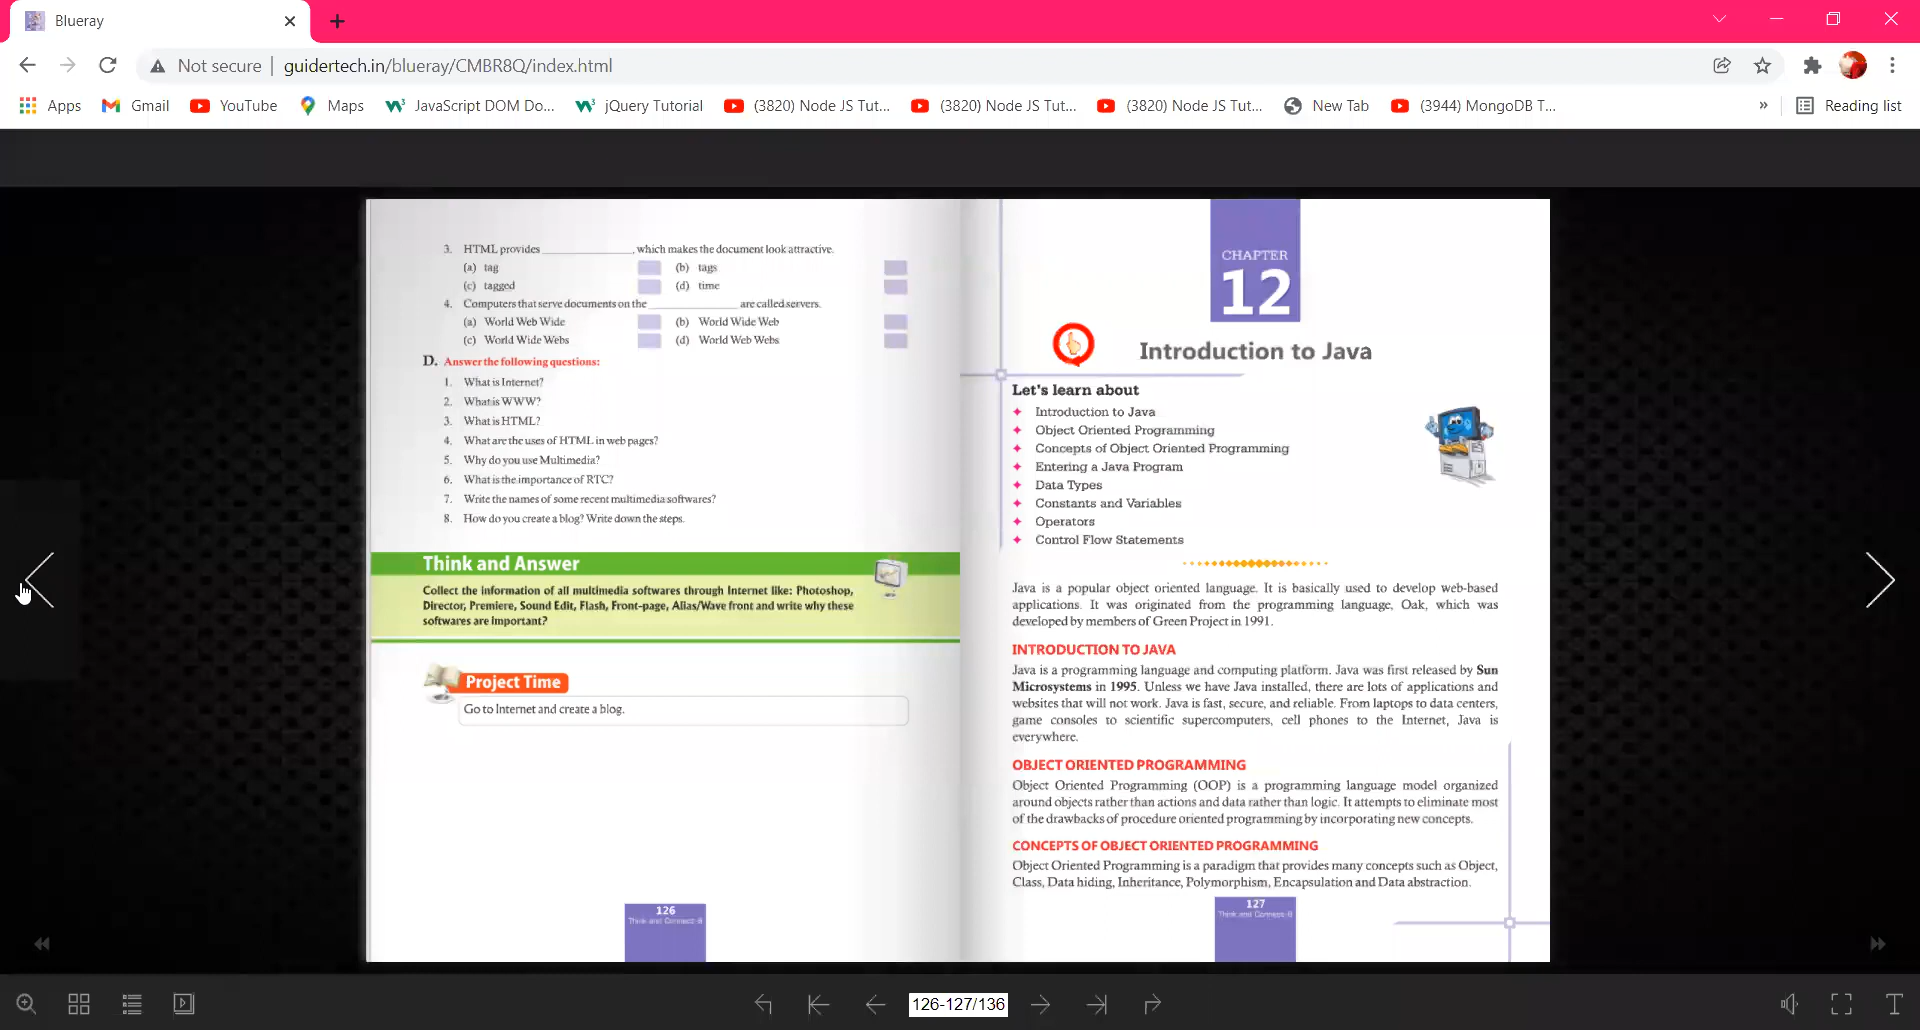 Blueray
Not secure guidertech.in/blueray/CMBR8Q/index.html
Apps Gmail YouTube Maps JavaScript DOM Do... jQuery Tutorial (3820) Node JS Tut... (3820) Node JS Tut... (3820) Node JS Tut... New Tab (3944) MongoDB T... » Reading list
3. HTML provides ______________, which makes the document look attractive.
(a) tag (b) tags
(c) tagged (d) time
4. Computers that serve documents on the ______________ are called servers.
(a) World Web Wide (b) World Wide Web
(c) World Wide Webs (d) World Web Webs
D. Answer the following questions:
1. What is Internet?
2. What is WWW?
3. What is HTML?
4. What are the uses of HTML in web pages?
5. Why do you use Multimedia?
6. What is the importance of RTC?
7. Write the names of some recent multimedia softwares?
8. How do you create a blog? Write down the steps.
Think and Answer
Collect the information of all multimedia softwares through Internet like: Photoshop,
Director, Premiere, Sound Edit, Flash, Front-page, Alias/Wave front and write why these
softwares are important?
Project Time
Go to Internet and create a blog.
126
Think and Connect-8
CHAPTER
12
Introduction to Java
Let's learn about
Introduction to Java
Object Oriented Programming
Concepts of Object Oriented Programming
Entering a Java Program
Data Types
Constants and Variables
Operators
Control Flow Statements
Java is a popular object oriented language. It is basically used to develop web-based
applications. It was originated from the programming language, Oak, which was
developed by members of Green Project in 1991.
INTRODUCTION TO JAVA
Java is a programming language and computing platform. Java was first released by Sun
Microsystems in 1995. Unless we have Java installed, there are lots of applications and
websites that will not work. Java is fast, secure, and reliable. From laptops to data centers,
game consoles to scientific supercomputers, cell phones to the Internet, Java is
everywhere.
OBJECT ORIENTED PROGRAMMING
Object Oriented Programming (OOP) is a programming language model organized
around objects rather than actions and data rather than logic. It attempts to eliminate most
of the drawbacks of procedure oriented programming by incorporating new concepts.
CONCEPTS OF OBJECT ORIENTED PROGRAMMING
Object Oriented Programming is a paradigm that provides many concepts such as Object,
Class, Data hiding, Inheritance, Polymorphism, Encapsulation and Data abstraction.
127
Think and Connect-8
126-127/136